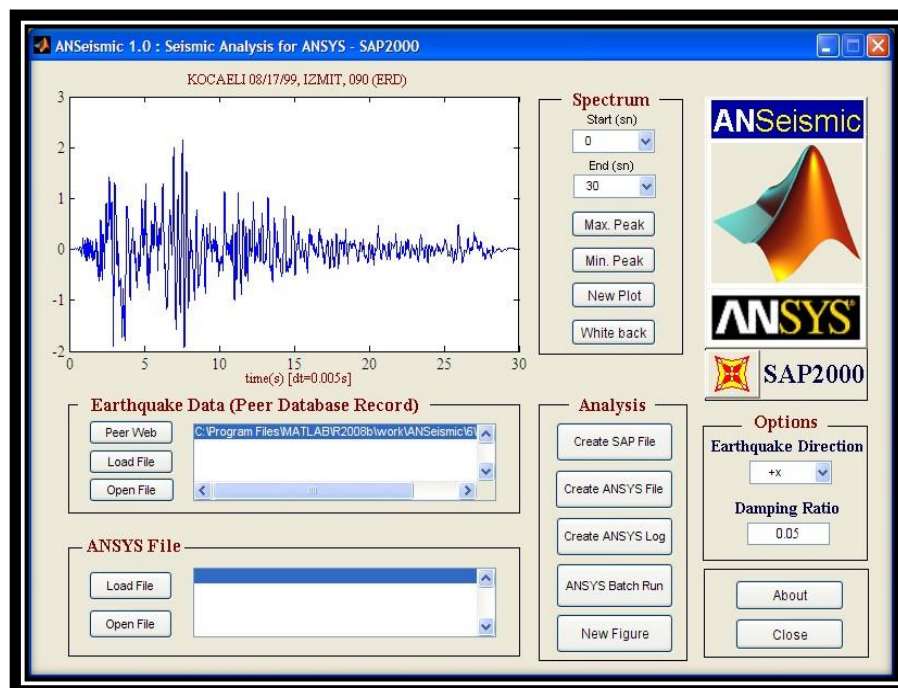 ANSeismic 1.0 : Seismic Analysis for ANSYS - SAP2000
KOCAELI 08/17/99, IZMIT, 090 (ERD)
3
2
1
0
-1
-2
0 5 10 15 20 25 30
time(s) [dt=0.005s]
Spectrum
Start (sn)
0
End (sn)
30
Max. Peak
Min. Peak
New Plot
White back
ANSeismic
ANSYS®
SAP2000
Earthquake Data (Peer Database Record)
Peer Web
Load File
Open File
C:\Program Files\MATLAB\R2008b\work\ANSeismic\6\
ANSYS File
Load File
Open File
Analysis
Create SAP File
Create ANSYS File
Create ANSYS Log
ANSYS Batch Run
New Figure
Options
Earthquake Direction
+x
Damping Ratio
0.05
About
Close